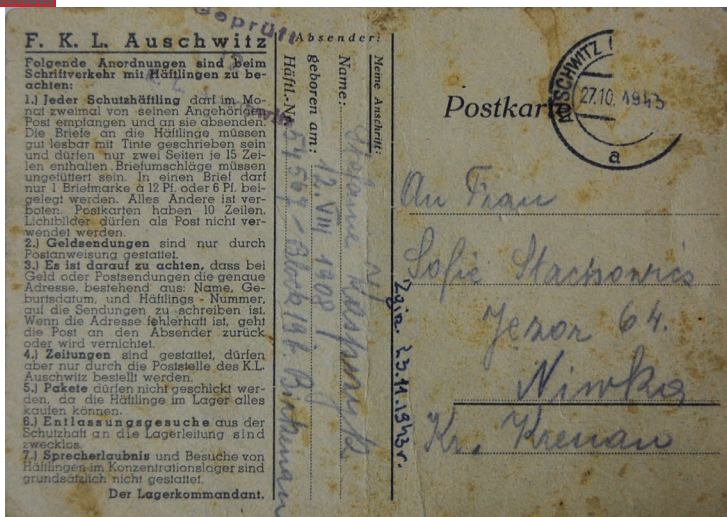 F. K. L. Auschwitz
Folgende Anordnungen sind beim
Schriftverkehr mit Häftlingen zu be-
achten:
1.) Jeder Schutzhäftling darf im Mo-
nat zweimal von seinen Angehörigen
Post empfangen und an sie absenden.
Die Briefe an die Häftlinge müssen
gut lesbar mit Tinte geschrieben sein
und dürfen nur zwei Seiten je 15 Zei-
len enthalten. Briefumschläge müssen
ungefüttert sein. In einen Brief darf
nur 1 Briefmarke à 12 Pf. oder 6 Pf. bei-
gelegt werden. Alles Andere ist ver-
boten. Postkarten haben 10 Zeilen.
Lichtbilder dürfen als Post nicht ver-
wendet werden.
2.) Geldsendungen sind nur durch
Postanweisung gestattet.
3.) Es ist darauf zu achten, dass bei
Geld oder Postsendungen die genaue
Adresse, bestehend aus: Name, Ge-
burtsdatum, und Häftlings - Nummer,
auf die Sendungen zu schreiben ist.
Wenn die Adresse fehlerhaft ist, geht
die Post an den Absender zurück
oder wird vernichtet.
4.) Zeitungen sind gestattet, dürfen
aber nur durch die Poststelle des K.L.
Auschwitz bestellt werden.
5.) Pakete dürfen nicht geschickt wer-
den, da die Häftlinge im Lager alles
kaufen können.
6.) Entlassungsgesuche aus der
Schutzhaft an die Lagerleitung sind
zwecklos.
7.) Sprecherlaubnis und Besuche von
Häftlingen im Konzentrationslager sind
grundsätzlich nicht gestattet.
Der Lagerkommandant.
Geprüft
Absender:
Meine Anschrift:
Name: Stefanie
geboren am: 12. VIII 1908
Häftl.-Nr. Birkenau
23.11.1943r.
Postkarte
AUSCHWITZ
27.10. 1943
a
An Frau
Sofie Stachowicz
Jezor 64.
Niwka
Kr. Krenau